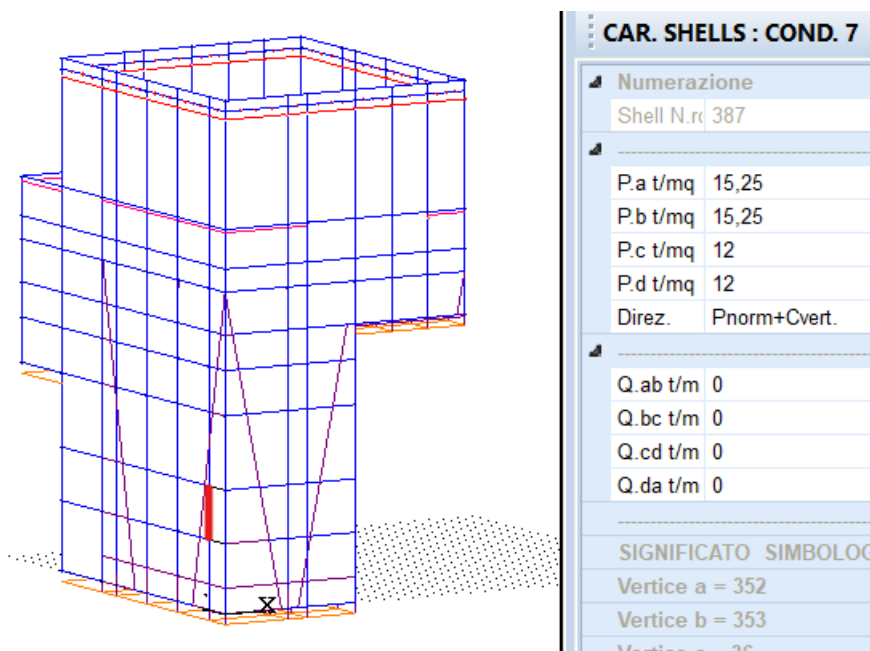 CAR. SHELLS : COND. 7
Numerazione
Shell N.ro 387
P.a t/mq 15,25
P.b t/mq 15,25
P.c t/mq 12
P.d t/mq 12
Direz. Pnorm+Cvert.
Q.ab t/m 0
Q.bc t/m 0
Q.cd t/m 0
Q.da t/m 0
SIGNIFICATO SIMBOLOG
Vertice a = 352
Vertice b = 353
X